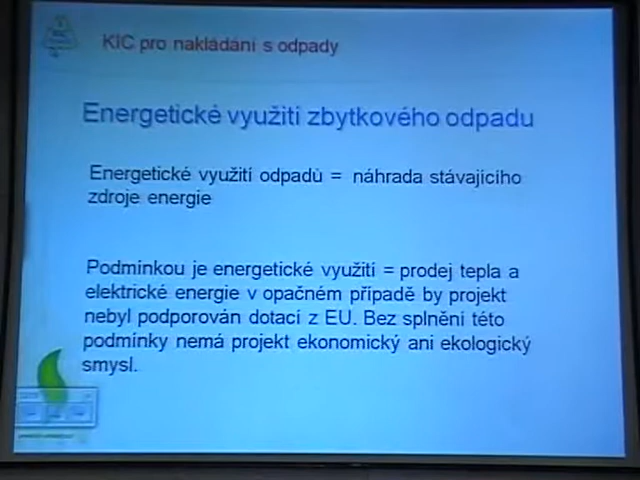 KIC pro nakládání s odpady
Energetické využití zbytkového odpadu
Energetické využití odpadů = náhrada stávajícího
zdroje energie
Podmínkou je energetické využití = prodej tepla a
elektrické energie v opačném případě by projekt
nebyl podporován dotací z EU. Bez splnění této
podmínky nemá projekt ekonomický ani ekologický
smysl.